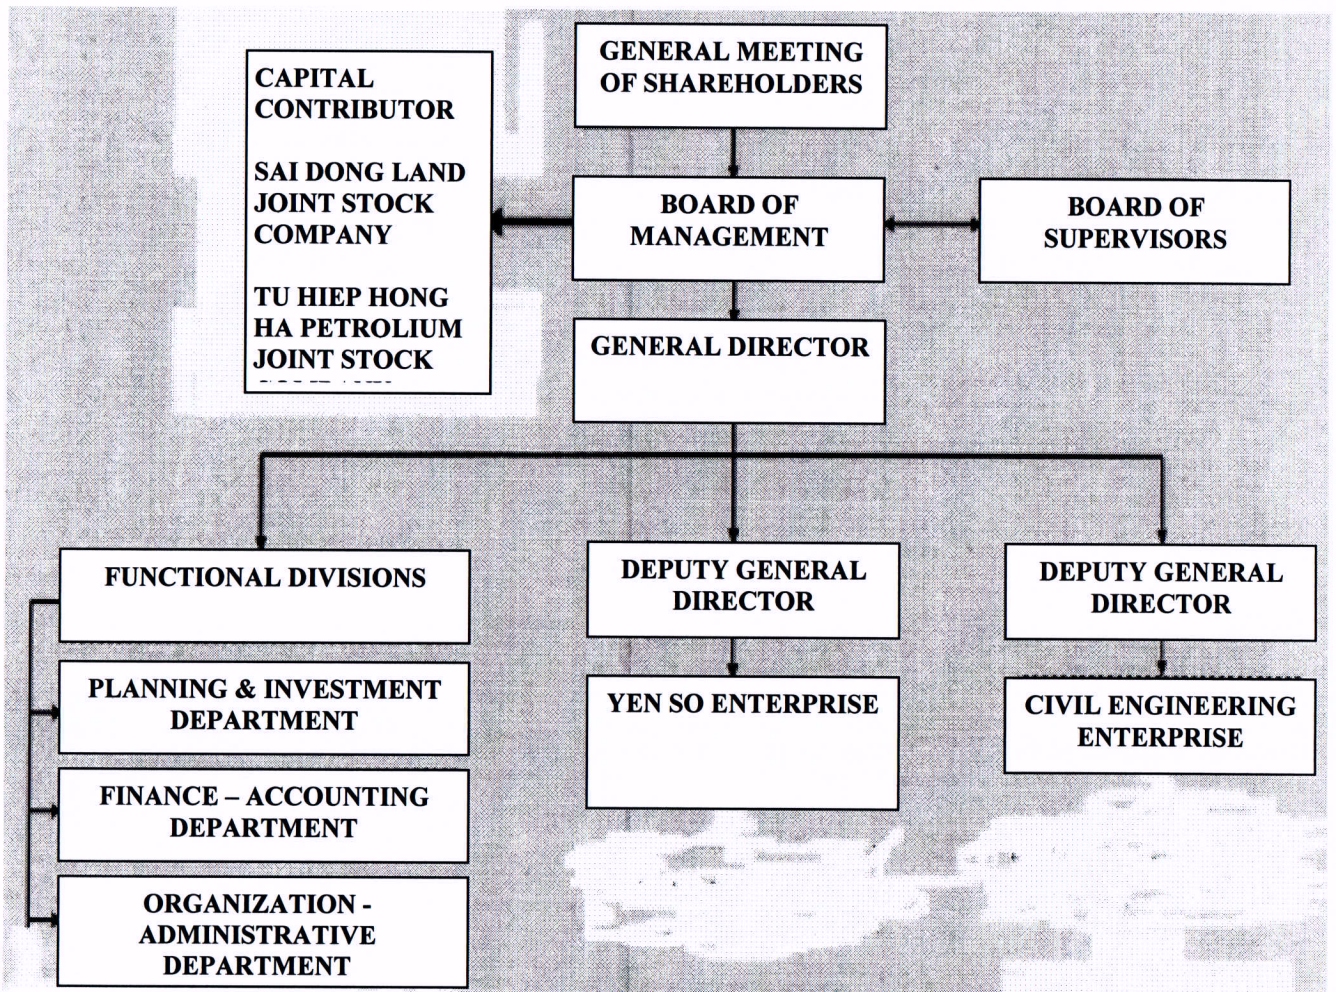 GENERAL MEETING
OF SHAREHOLDERS
CAPITAL
CONTRIBUTOR
SAI DONG LAND
JOINT STOCK
COMPANY
TU HIEP HONG
HA PETROLIUM
JOINT STOCK
BOARD OF
MANAGEMENT
BOARD OF
SUPERVISORS
GENERAL DIRECTOR
FUNCTIONAL DIVISIONS
PLANNING & INVESTMENT
DEPARTMENT
FINANCE – ACCOUNTING
DEPARTMENT
ORGANIZATION -
ADMINISTRATIVE
DEPARTMENT
DEPUTY GENERAL
DIRECTOR
YEN SO ENTERPRISE
DEPUTY GENERAL
DIRECTOR
CIVIL ENGINEERING
ENTERPRISE